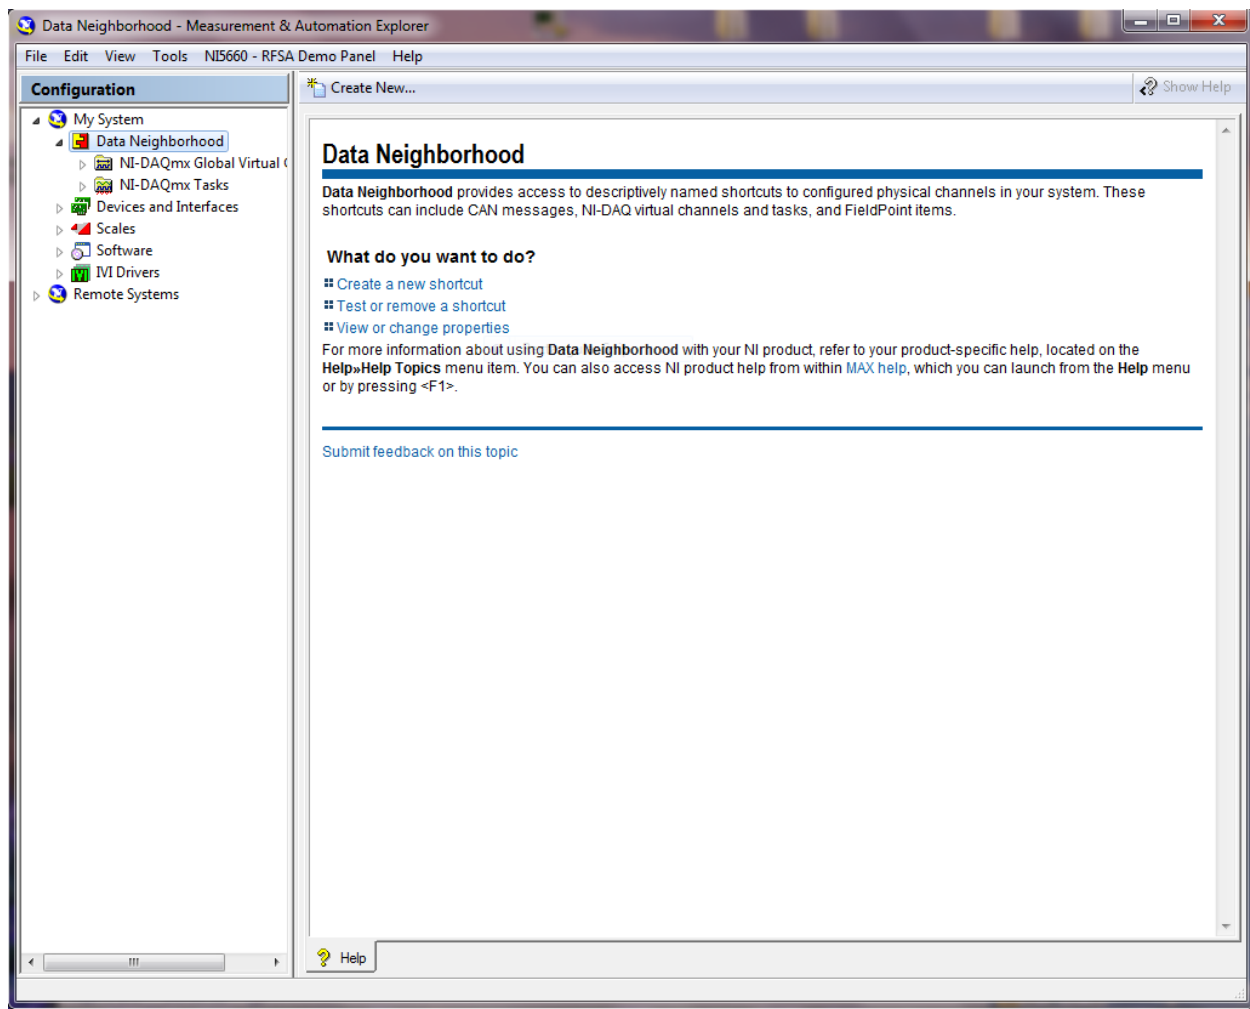 Data Neighborhood - Measurement & Automation Explorer
File Edit View Tools NI5660 - RFSA Demo Panel Help
Configuration
Create New...
Show Help
My System
Data Neighborhood
NI-DAQmx Global Virtual
NI-DAQmx Tasks
Devices and Interfaces
Scales
Software
IVI Drivers
Remote Systems
Data Neighborhood
Data Neighborhood provides access to descriptively named shortcuts to configured physical channels in your system. These
shortcuts can include CAN messages, NI-DAQ virtual channels and tasks, and FieldPoint items.
What do you want to do?
Create a new shortcut
Test or remove a shortcut
View or change properties
For more information about using Data Neighborhood with your NI product, refer to your product-specific help, located on the
Help»Help Topics menu item. You can also access NI product help from within MAX help, which you can launch from the Help menu
or by pressing <F1>.
Submit feedback on this topic
Help